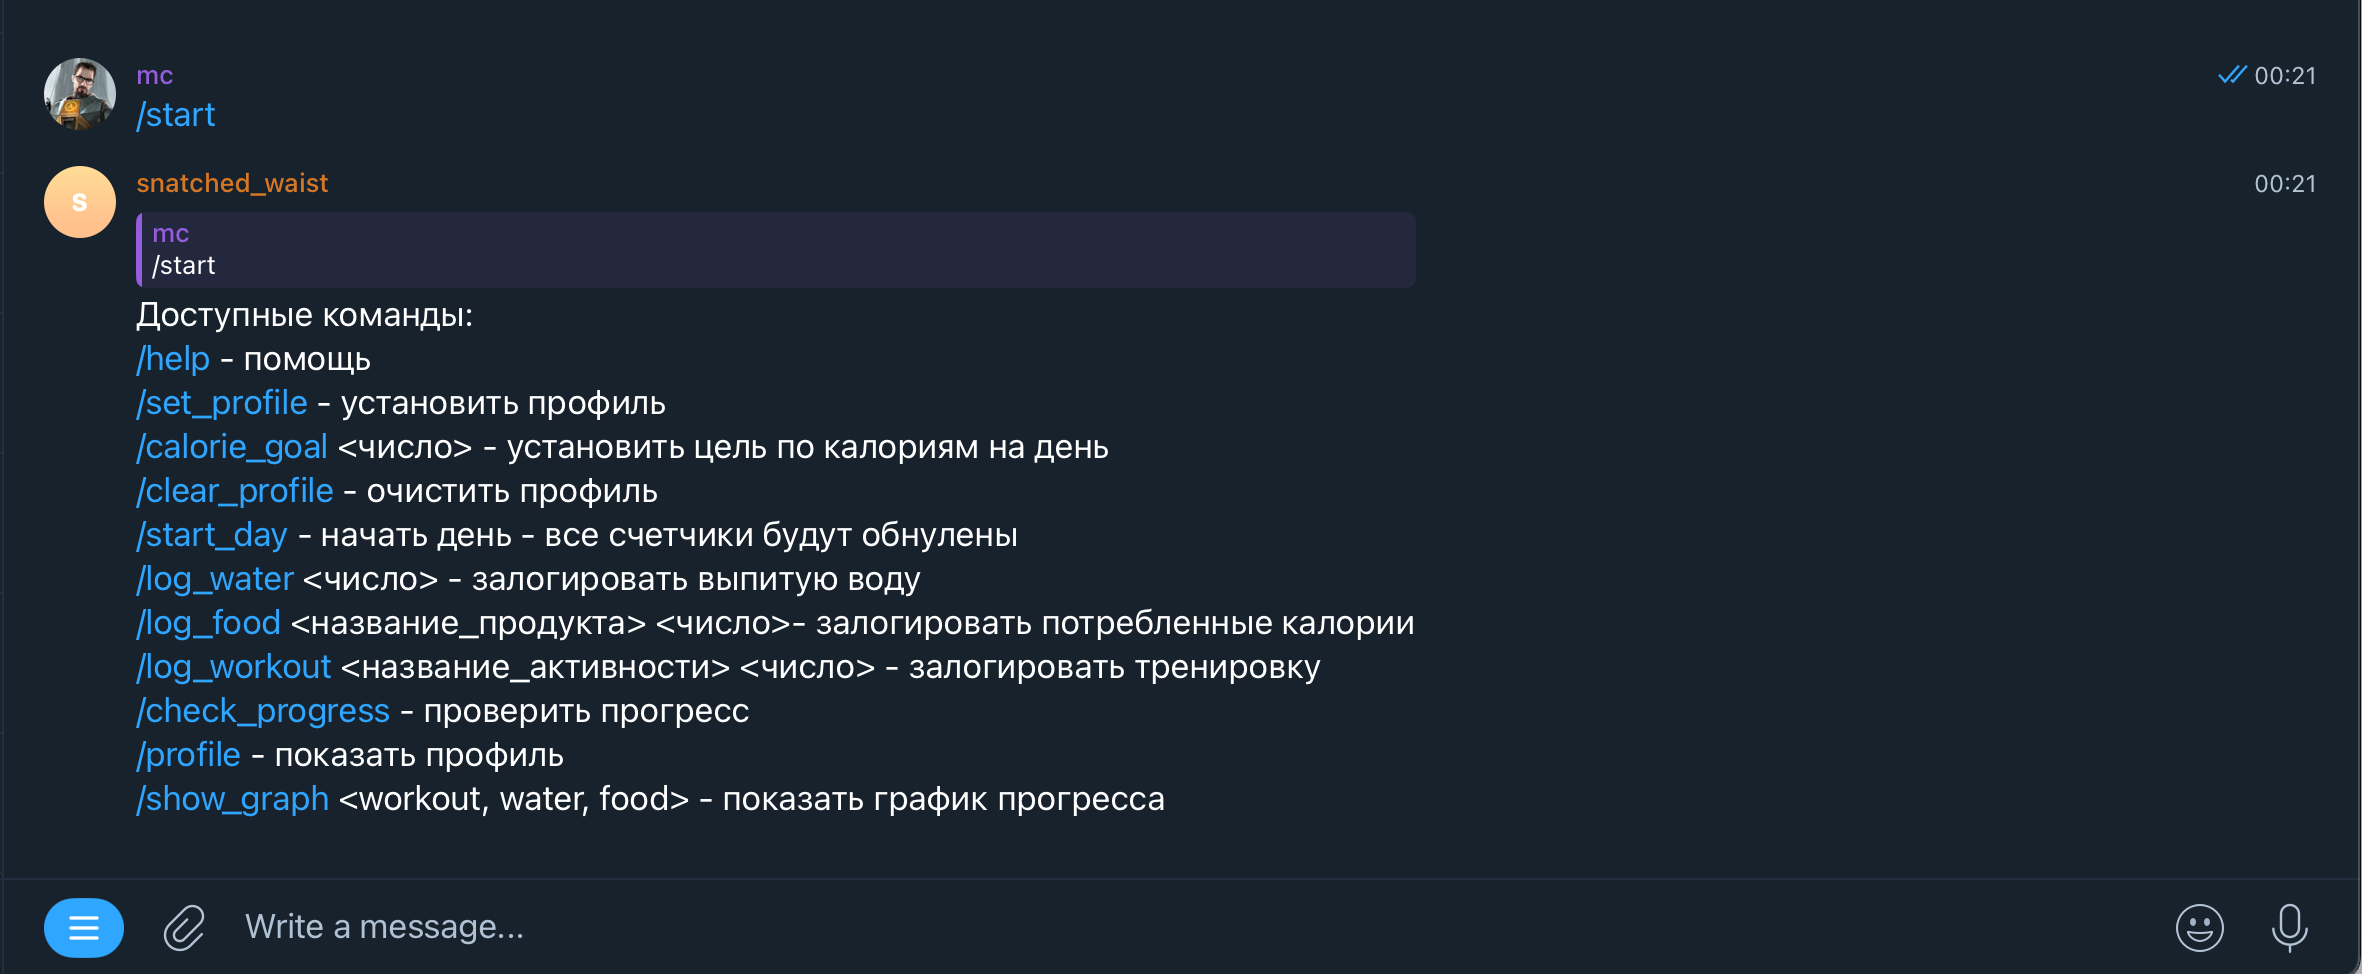 mc
00:21
/start
snatched_waist
00:21
S
mc
/start
Доступные команды:
/help - помощь
/set_profile - установить профиль
/calorie_goal <число> - установить цель по калориям на день
/clear_profile - очистить профиль
/start_day - начать день - все счетчики будут обнулены
/log_water <число> - залогировать выпитую воду
/log_food <название_продукта> <число>- залогировать потребленные калории
/log_workout <название_активности> <число> - залогировать тренировку
/check_progress - проверить прогресс
/profile - показать профиль
/show_graph <workout, water, food> - показать график прогресса
Write a message...